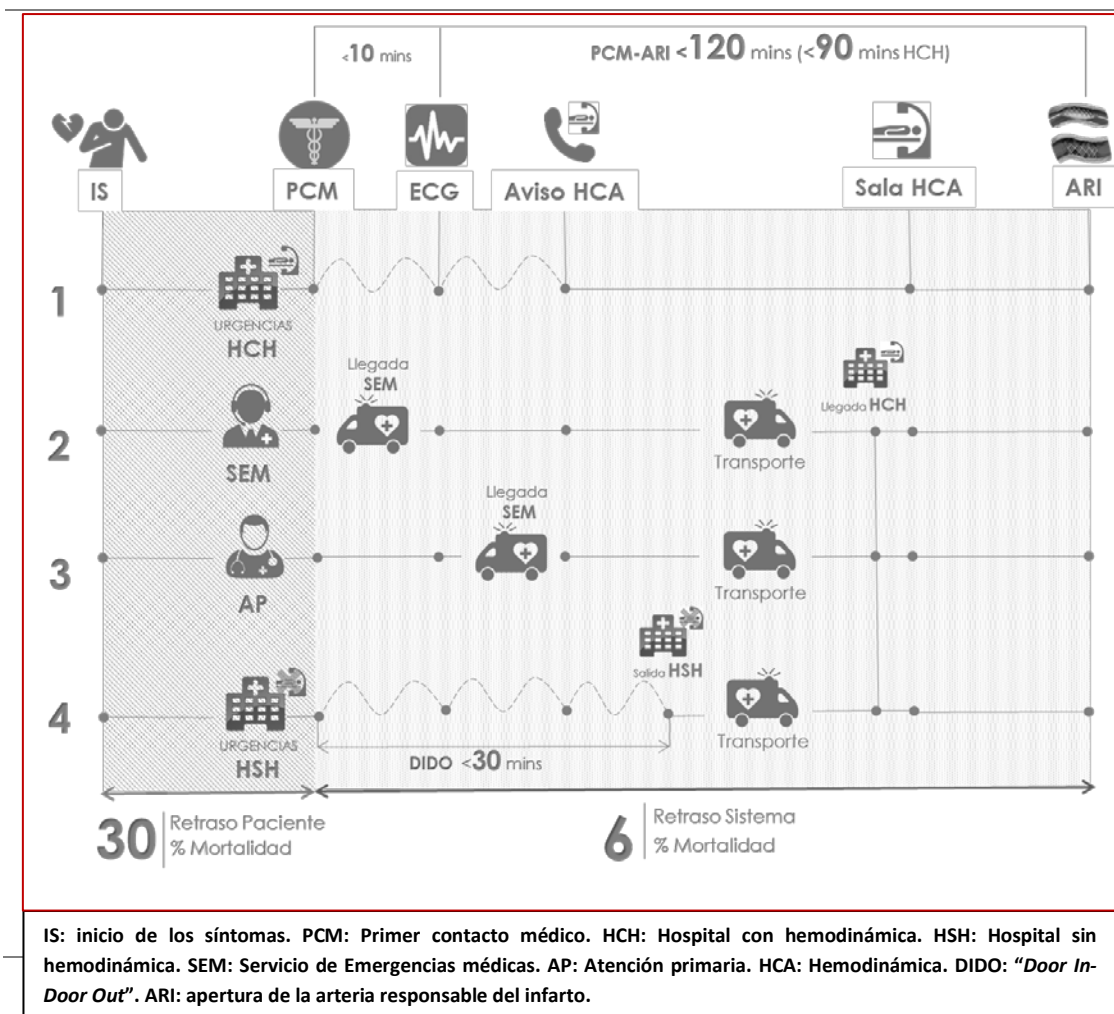 <10 mins
PCM-ARI <120 mins (<90 mins HCH)
IS
PCM
ECG
Aviso HCA
Sala HCA
ARI
1
URGENCIAS
HCH
Llegada
SEM
Llegada HCH
2
SEM
Transporte
Llegada
SEM
3
AP
Transporte
Salida HSH
4
URGENCIAS
HSH
Transporte
DIDO <30 mins
30
Retraso Paciente
% Mortalidad
6
Retraso Sistema
% Mortalidad
IS: inicio de los síntomas. PCM: Primer contacto médico. HCH: Hospital con hemodinámica. HSH: Hospital sin
hemodinámica. SEM: Servicio de Emergencias médicas. AP: Atención primaria. HCA: Hemodinámica. DIDO: “Door In-
Door Out”. ARI: apertura de la arteria responsable del infarto.